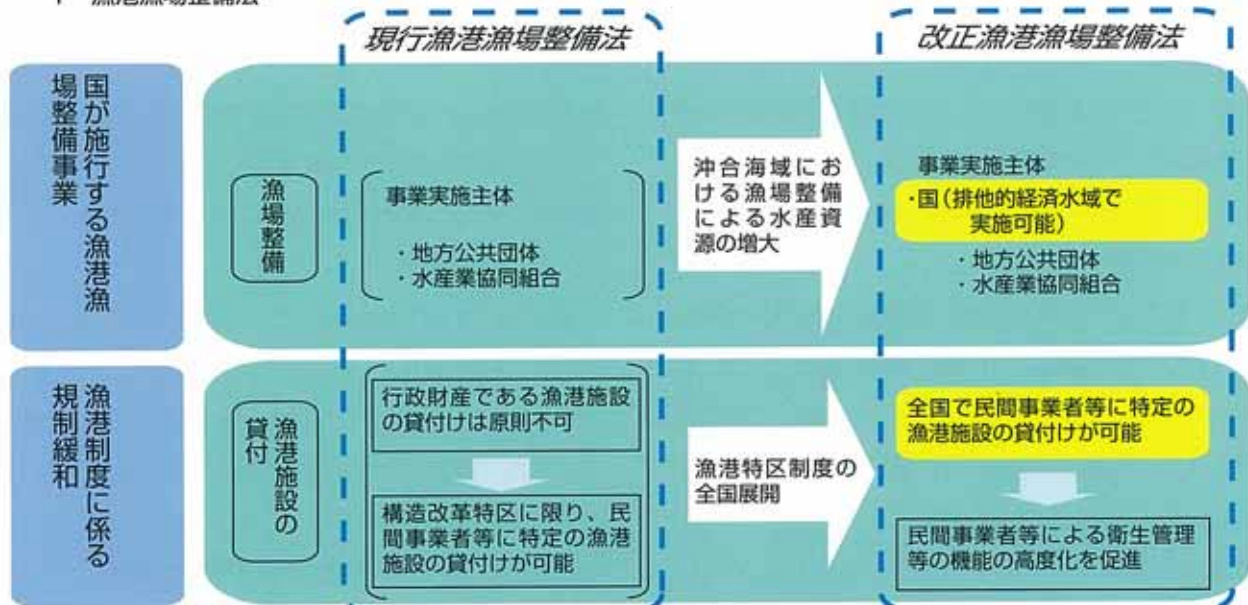 漁港漁場整備法
現行漁港漁場整備法
改正漁港漁場整備法
国が施行する漁港漁
場整備事業
漁場整備
事業実施主体
・地方公共団体
・水産業協同組合
沖合海域にお
ける漁場整備
による水産資
源の増大
事業実施主体
・国(排他的経済水域で
実施可能)
・地方公共団体
・水産業協同組合
漁港制度に係る
規制緩和
漁港施設の
貸付
行政財産である漁港施設
の貸付けは原則不可
構造改革特区に限り、民
間事業者等に特定の漁港
施設の貸付けが可能
漁港特区制度の
全国展開
全国で民間事業者等に特定の
漁港施設の貸付けが可能
民間事業者等による衛生管理
等の機能の高度化を促進